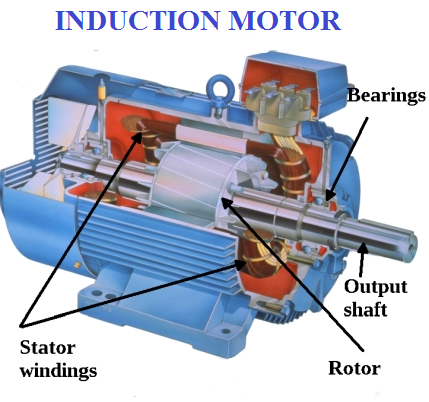 INDUCTION MOTOR
Bearings
Output
shaft
Stator
windings
Rotor